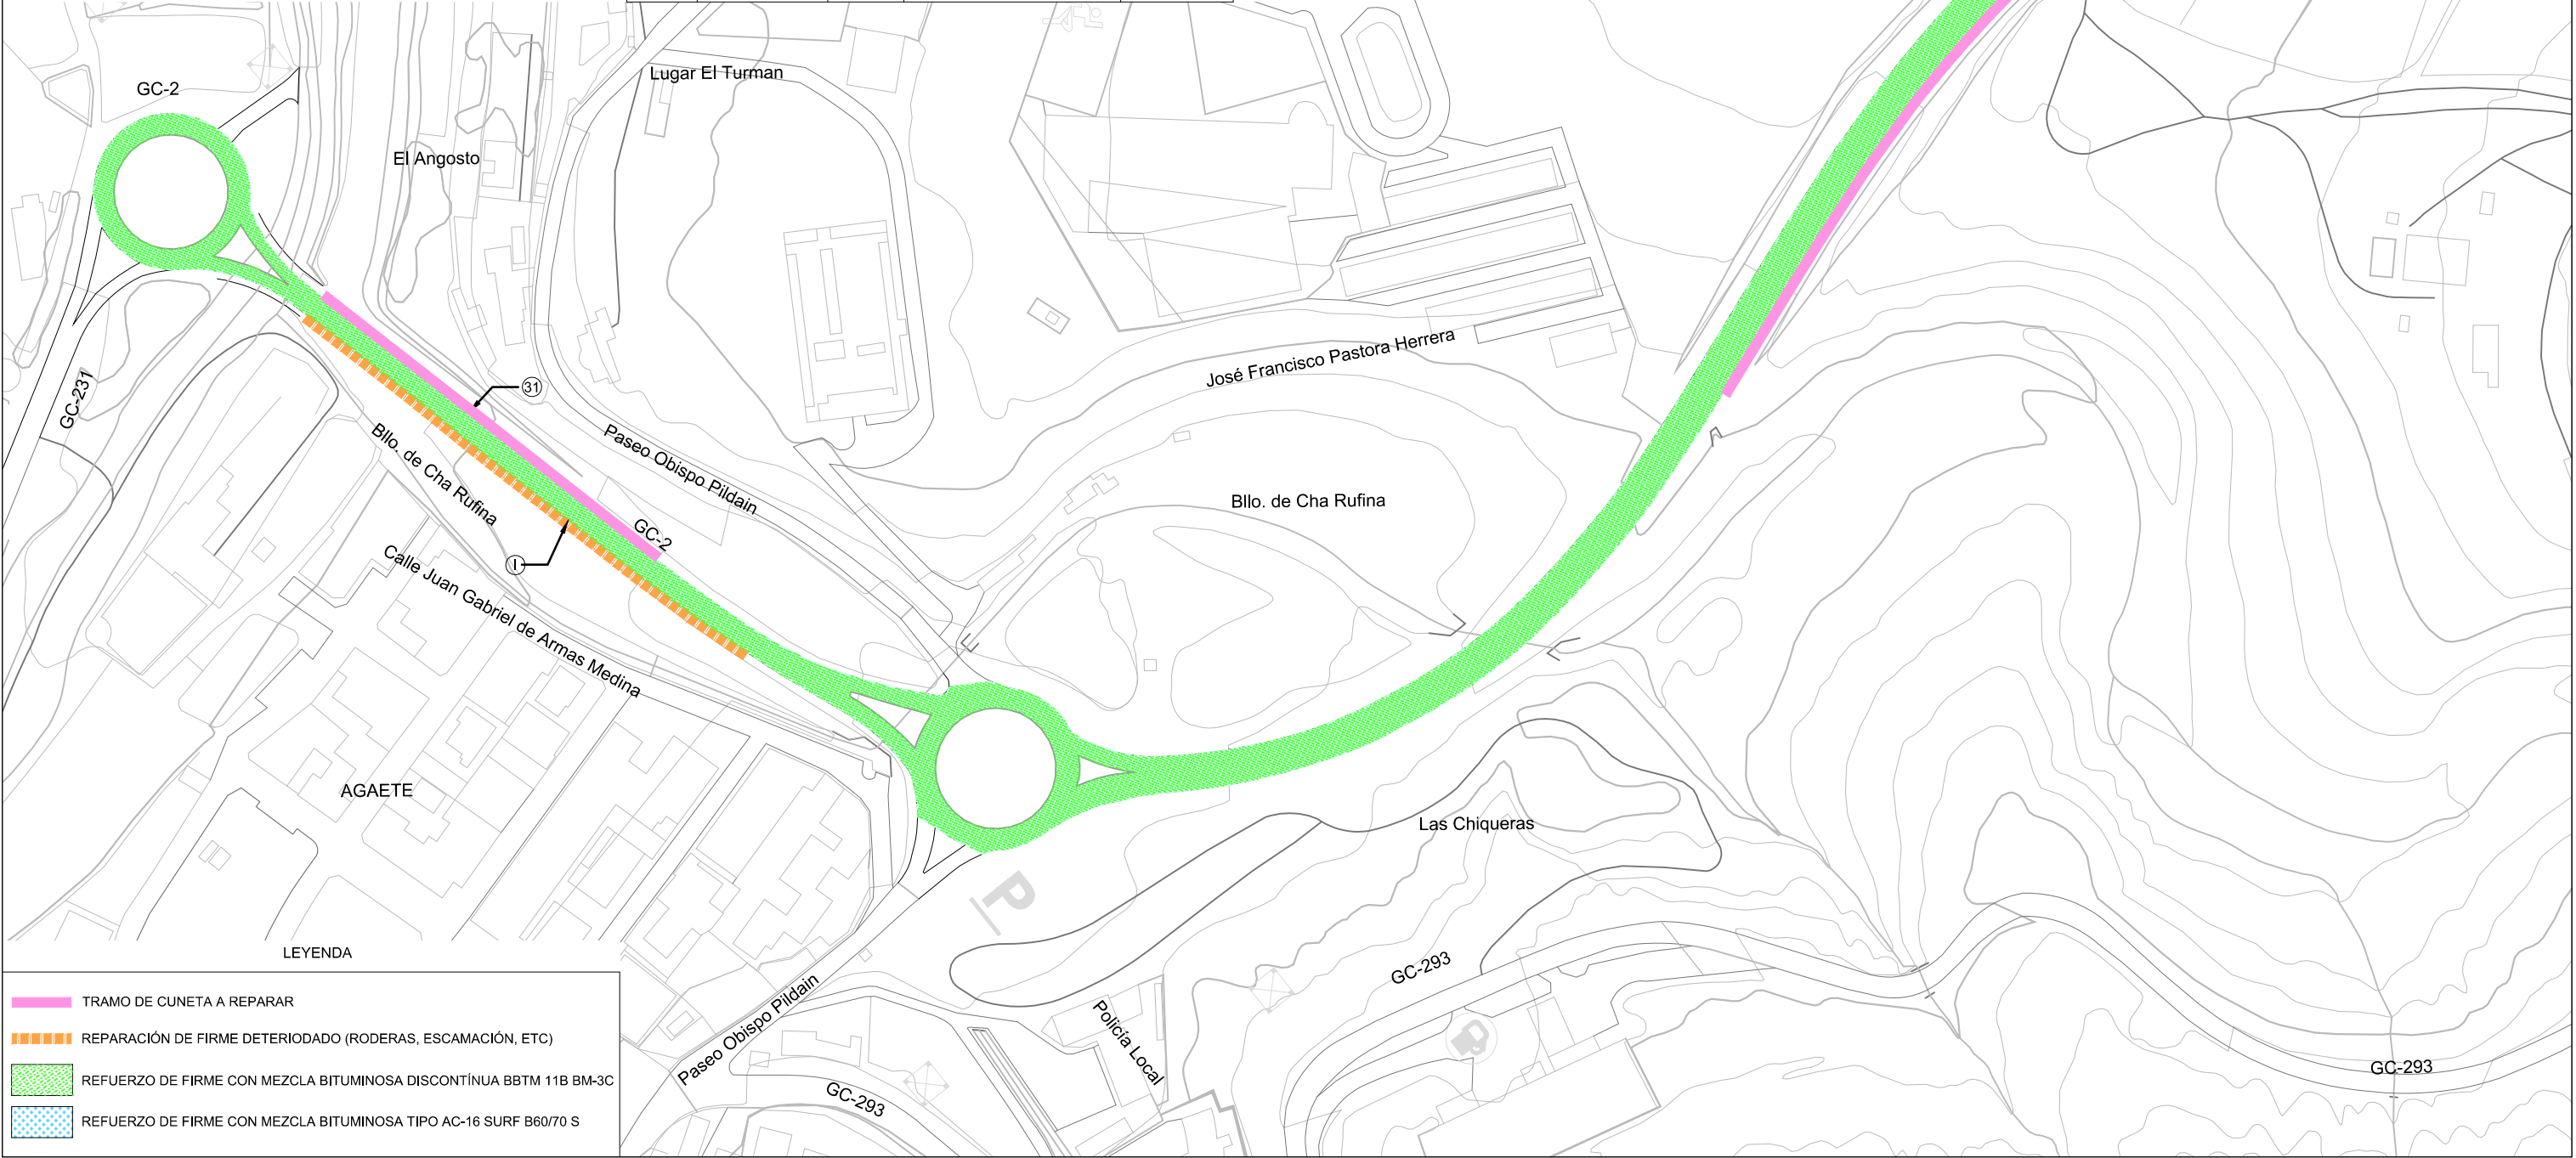 Lugar El Turman
GC-2
El Angosto
José Francisco Pastora Herrera
GC-231
31
Bllo. de Cha Rufina
Paseo Obispo Pildain
Bllo. de Cha Rufina
GC-2
I
Calle Juan Gabriel de Armas Medina
AGAETE
Las Chiqueras
P
LEYENDA
GC-293
TRAMO DE CUNETA A REPARAR
REPARACIÓN DE FIRME DETERIODADO (RODERAS, ESCAMACIÓN, ETC)
REFUERZO DE FIRME CON MEZCLA BITUMINOSA DISCONTÍNUA BBTM 11B BM-3C
REFUERZO DE FIRME CON MEZCLA BITUMINOSA TIPO AC-16 SURF B60/70 S
Paseo Obispo Pildain
Policía Local
GC-293
GC-293